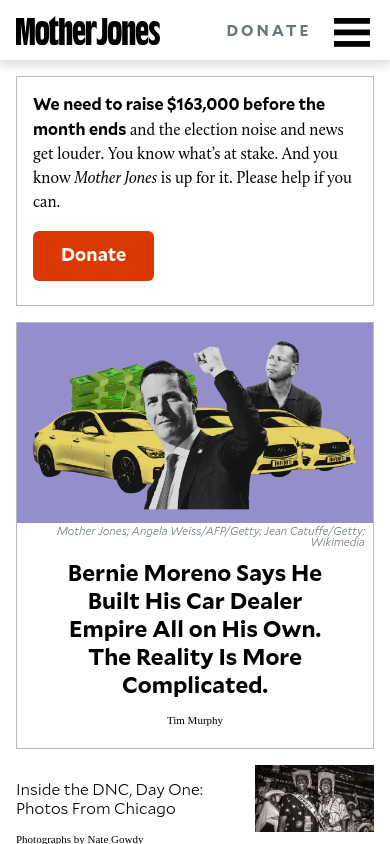 Mother Jones
DONATE
We need to raise $163,000 before the
month ends and the election noise and news
get louder. You know what’s at stake. And you
know Mother Jones is up for it. Please help if you
can.
Donate
Mother Jones; Angela Weiss/AFP/Getty; Jean Catuffe/Getty;
Wikimedia
Bernie Moreno Says He
Built His Car Dealer
Empire All on His Own.
The Reality Is More
Complicated.
Tim Murphy
Inside the DNC, Day One:
Photos From Chicago
Photographs by Nate Gowdy